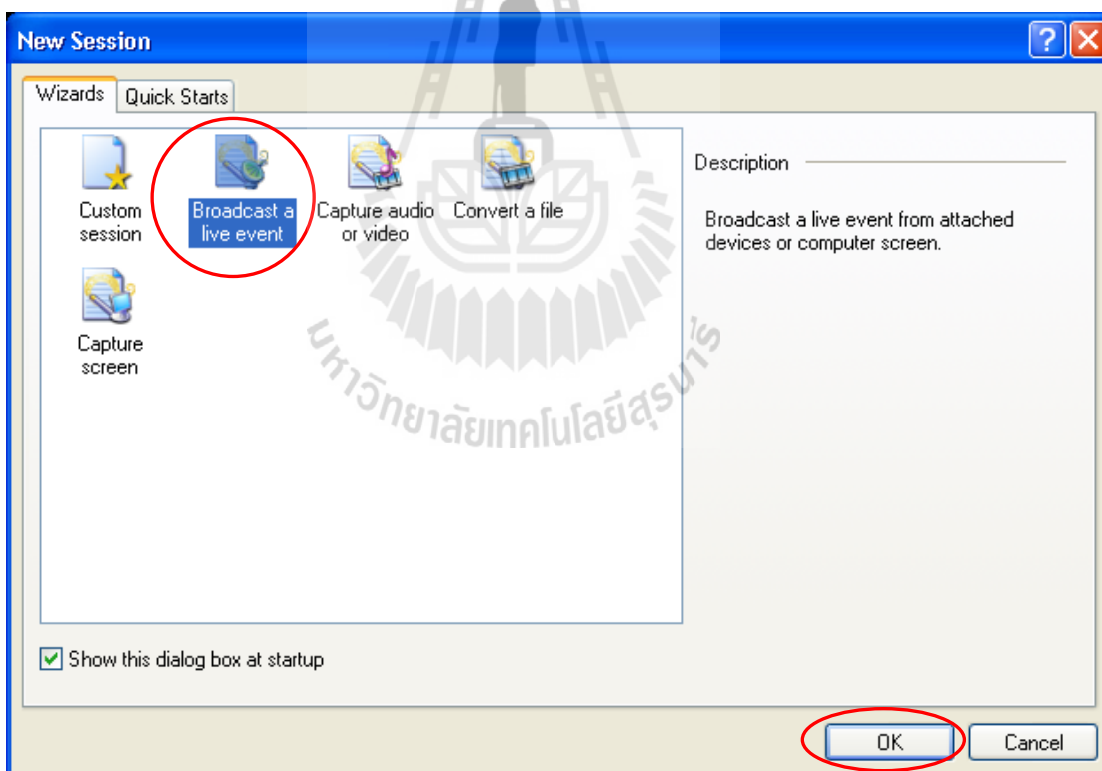 New Session
Wizards
Quick Starts
Custom
session
Broadcast a
live event
Capture audio
or video
Convert a file
Capture
screen
Description
Broadcast a live event from attached
devices or computer screen.
มหาวิทยาลัยเทคโนโลยีสุรนารี
Show this dialog box at startup
OK
Cancel